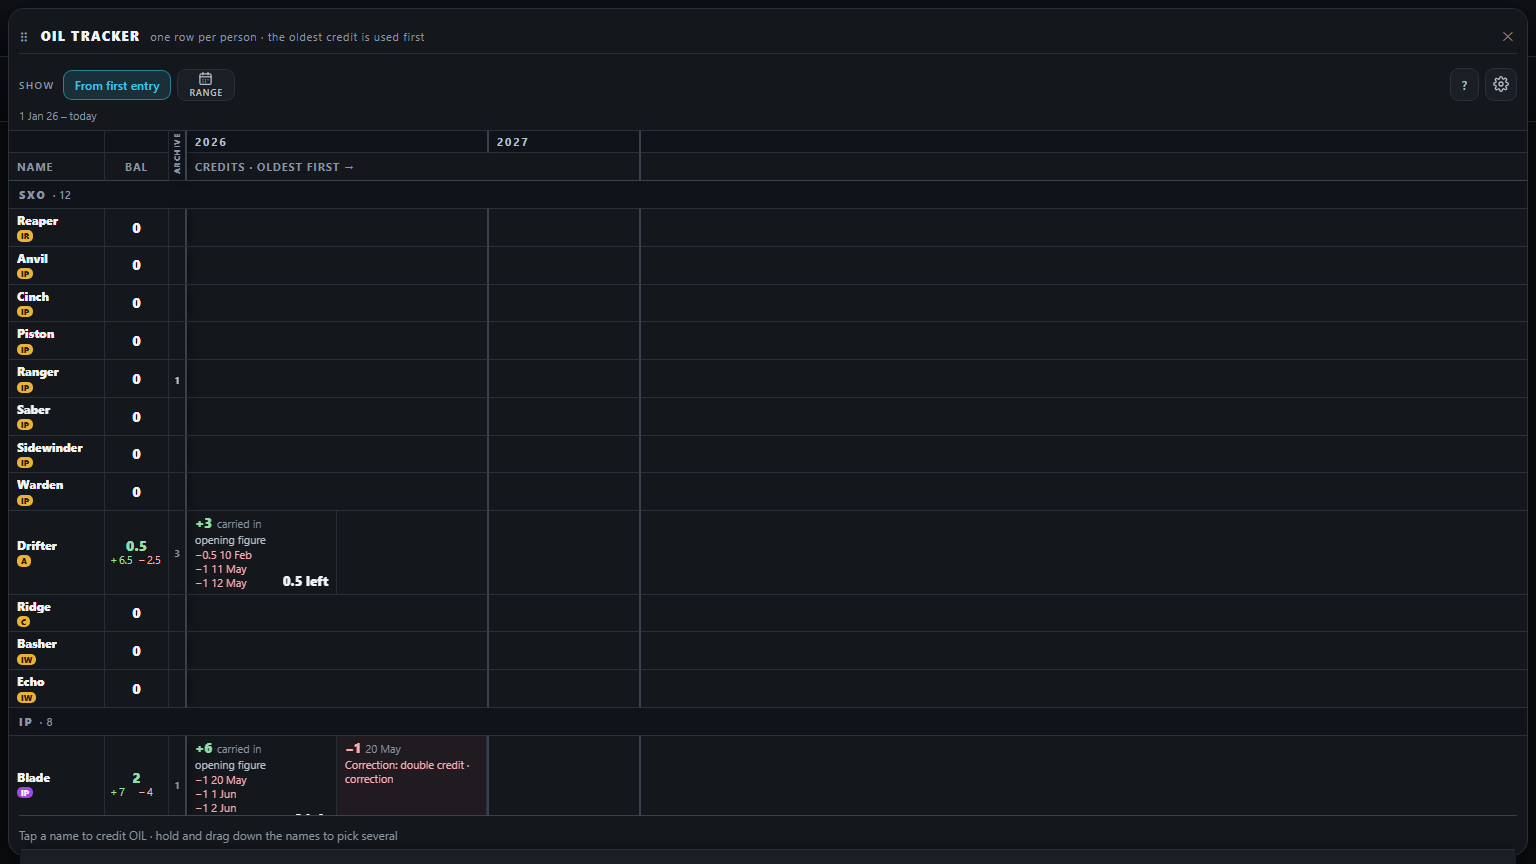 OIL TRACKER one row per person · the oldest credit is used first
SHOW From first entry RANGE ?
1 Jan 26 – today
ARCHIVE 2026 2027
NAME BAL CREDITS · OLDEST FIRST →
SXO · 12
Reaper 0
IR
Anvil 0
IP
Cinch 0
IP
Piston 0
IP
Ranger 0 1
IP
Saber 0
IP
Sidewinder 0
IP
Warden 0
IP
Drifter 0.5 3
A +6.5 −2.5
+3 carried in
opening figure
−0.5 10 Feb
−1 11 May
−1 12 May 0.5 left
Ridge 0
C
Basher 0
IW
Echo 0
IW
IP · 8
Blade 2 1
IP +7 −4
+6 carried in
opening figure
−1 20 May
−1 1 Jun
−1 2 Jun
−1 20 May
Correction: double credit ·
correction
Tap a name to credit OIL · hold and drag down the names to pick several